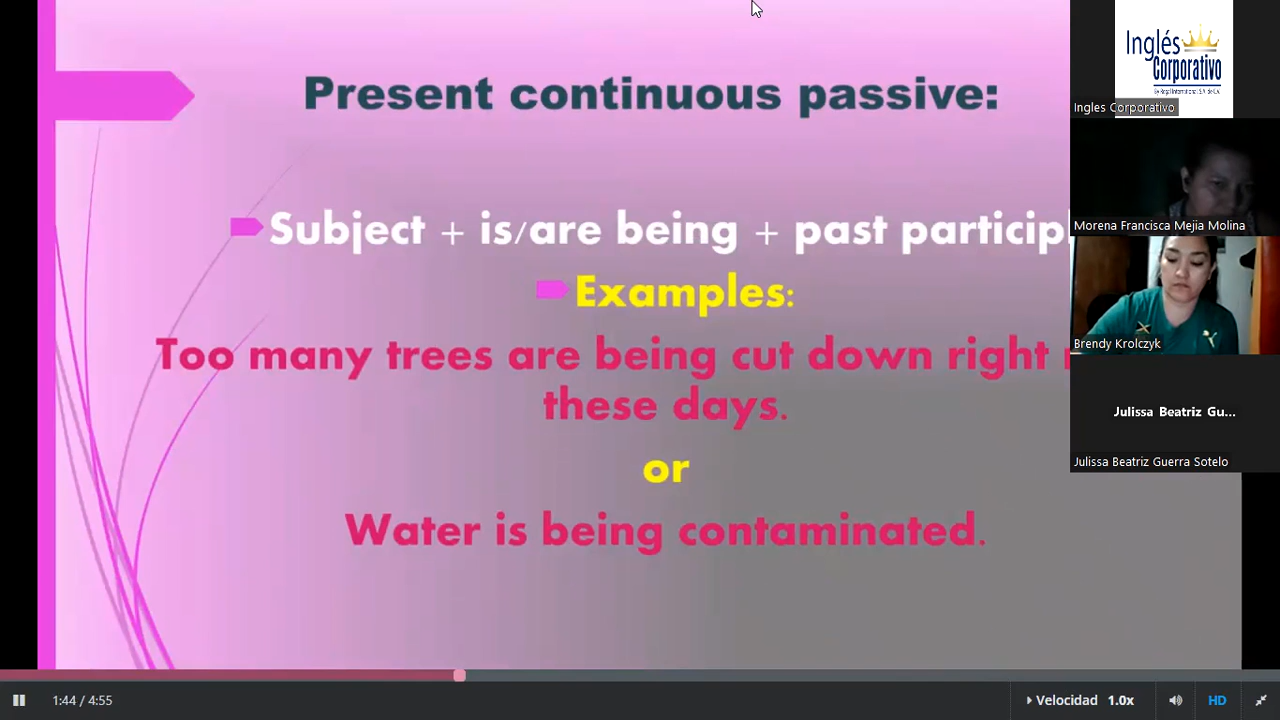 Present continuous passive:
Subject + is/are being + past particip
Examples:
Too many trees are being cut down right
these days.
or
Water is being contaminated.
Inglés
Corporativo
Ingles Corporativo
Morena Francisca Mejia Molina
Brendy Krolczyk
Julissa Beatriz Gu...
Julissa Beatriz Guerra Sotelo
1:44 / 4:55
Velocidad 1.0x
HD